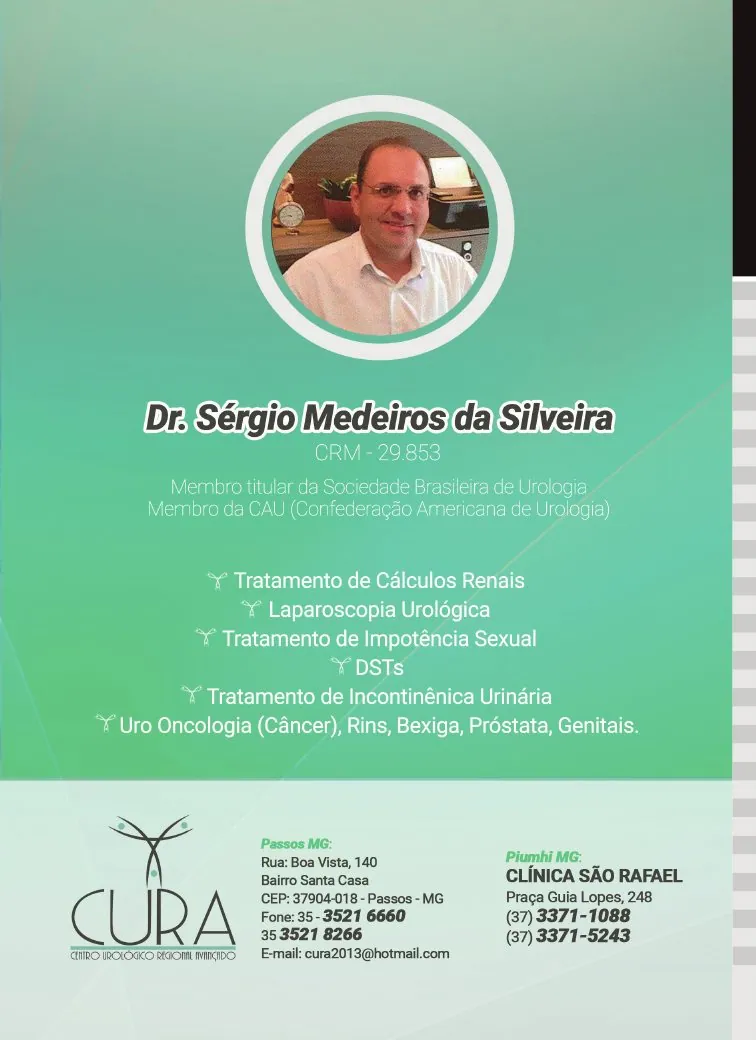 Dr. Sérgio Medeiros da Silveira
CRM - 29.853
Membro titular da Sociedade Brasileira de Urologia
Membro da CAU (Confederação Americana de Urologia)
Tratamento de Cálculos Renais
Laparoscopia Urológica
Tratamento de Impotência Sexual
DSTs
Tratamento de Incontinênica Urinária
Uro Oncologia (Câncer), Rins, Bexiga, Próstata, Genitais.
CURA
CENTRO UROLÓGICO REGIONAL AVANÇADO
Passos MG:
Rua: Boa Vista, 140
Bairro Santa Casa
CEP: 37904-018 - Passos - MG
Fone: 35 - 3521 6660
35 3521 8266
E-mail: cura2013@hotmail.com
Piumhi MG:
CLÍNICA SÃO RAFAEL
Praça Guia Lopes, 248
(37) 3371-1088
(37) 3371-5243